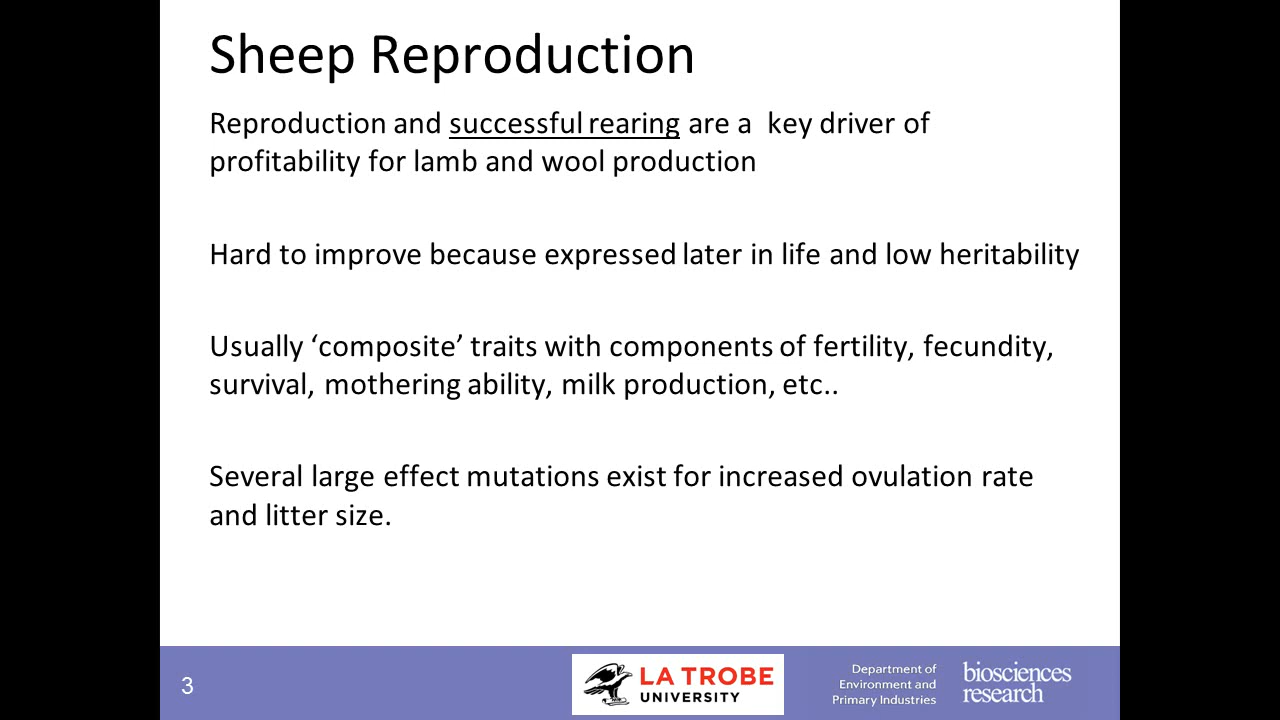 Sheep Reproduction
Reproduction and successful rearing are a  key driver of
profitability for lamb and wool production
Hard to improve because expressed later in life and low heritability
Usually ‘composite’ traits with components of fertility, fecundity,
survival, mothering ability, milk production, etc..
Several large effect mutations exist for increased ovulation rate
and litter size.
3
LA TROBE
UNIVERSITY
Department of
Environment and
Primary Industries
biosciences
research